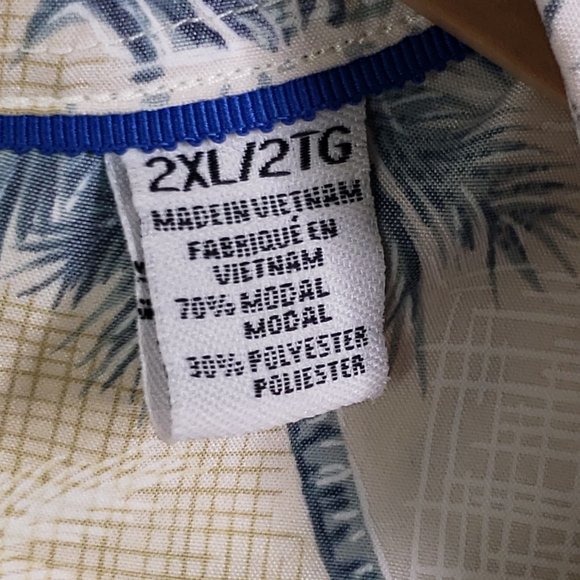 2XL/2TG
MADE IN VIETNAM
FABRIQUÉ EN
VIETNAM
70% MODAL
MODAL
30% POLYESTER
POLIESTER